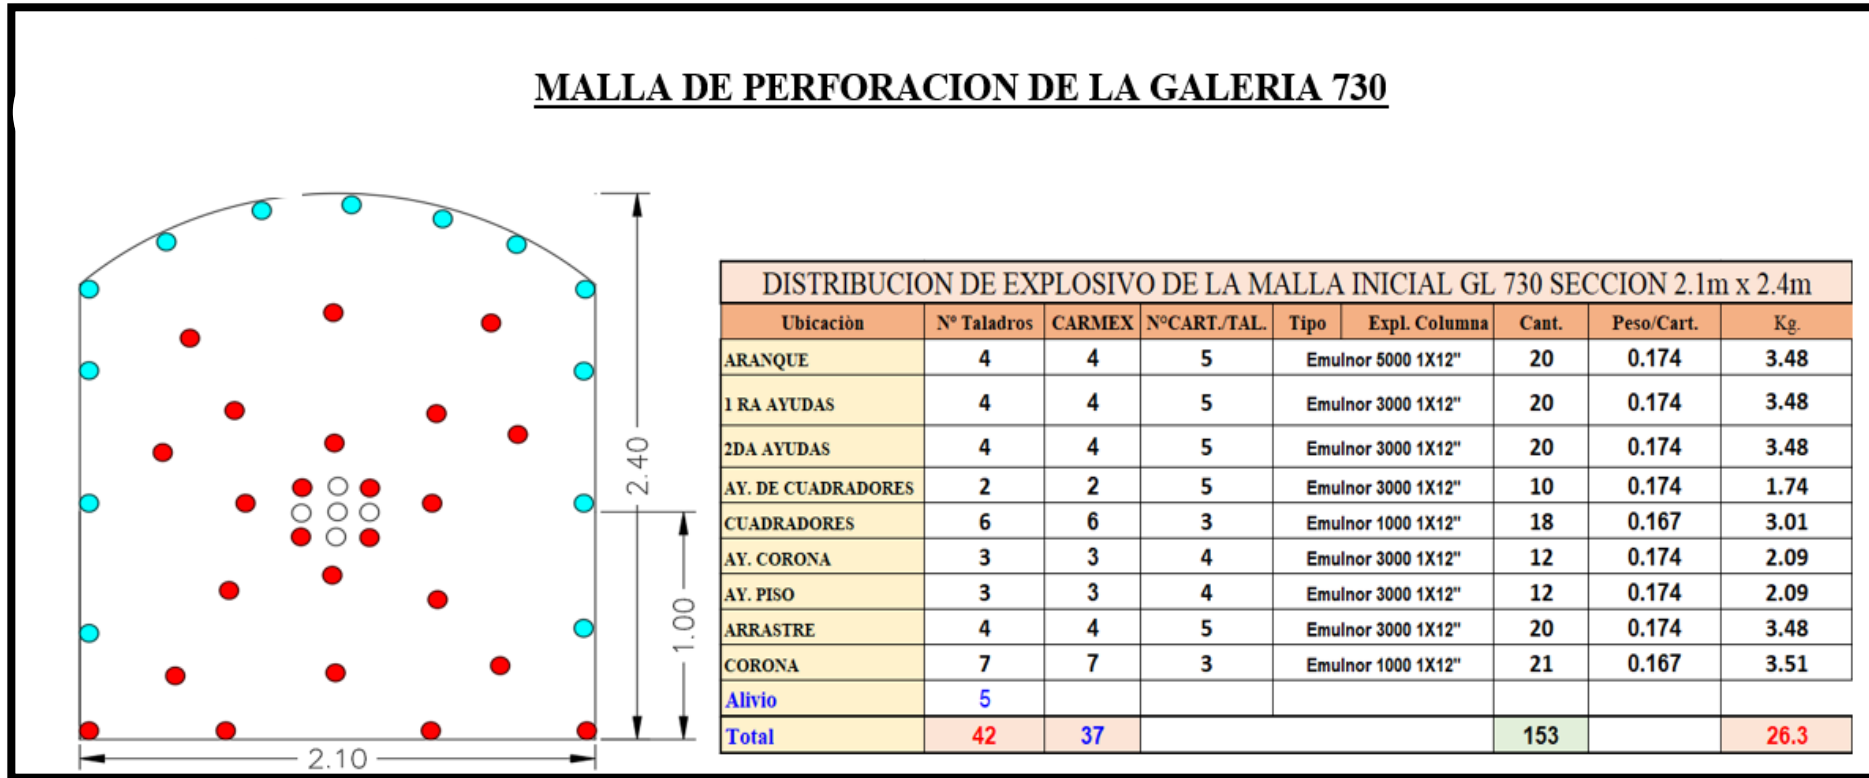 MALLA DE PERFORACION DE LA GALERIA 730
2.40
1.00
2.10
DISTRIBUCION DE EXPLOSIVO DE LA MALLA INICIAL GL 730 SECCION 2.1m x 2.4m
Ubicaciòn Nº Taladros CARMEX NºCART./TAL. Tipo Expl. Columna Cant. Peso/Cart. Kg.
ARANQUE 4 4 5 Emulnor 5000 1X12" 20 0.174 3.48
1 RA AYUDAS 4 4 5 Emulnor 3000 1X12" 20 0.174 3.48
2DA AYUDAS 4 4 5 Emulnor 3000 1X12" 20 0.174 3.48
AY. DE CUADRADORES 2 2 5 Emulnor 3000 1X12" 10 0.174 1.74
CUADRADORES 6 6 3 Emulnor 1000 1X12" 18 0.167 3.01
AY. CORONA 3 3 4 Emulnor 3000 1X12" 12 0.174 2.09
AY. PISO 3 3 4 Emulnor 3000 1X12" 12 0.174 2.09
ARRASTRE 4 4 5 Emulnor 3000 1X12" 20 0.174 3.48
CORONA 7 7 3 Emulnor 1000 1X12" 21 0.167 3.51
Alivio 5
Total 42 37 153 26.3